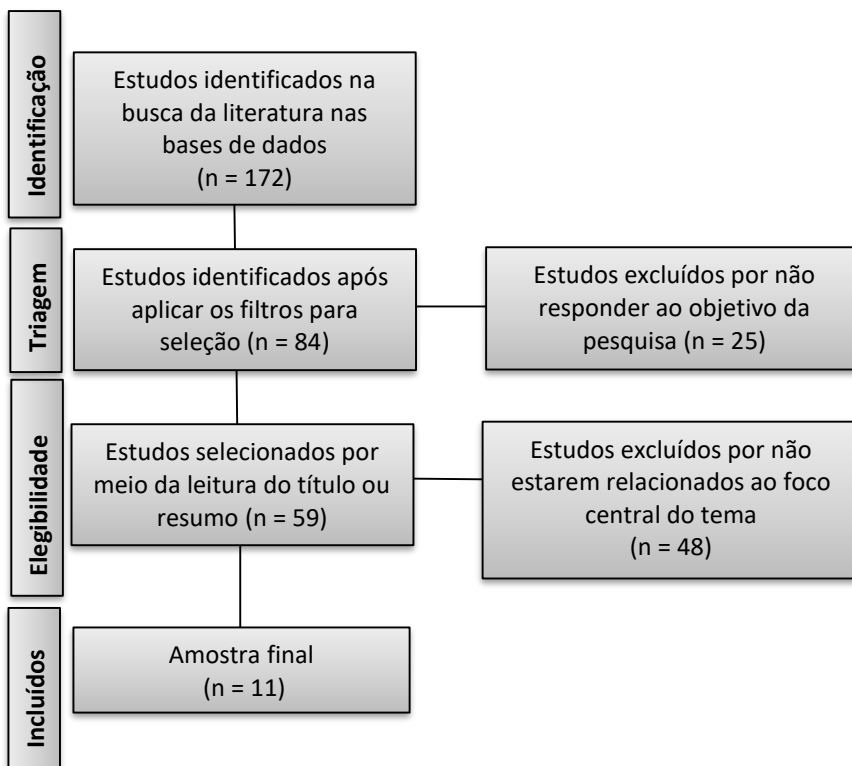 Identificação
Estudos identificados na
busca da literatura nas
bases de dados
(n = 172)
Triagem
Estudos identificados após
aplicar os filtros para
seleção (n = 84)
Estudos excluídos por não
responder ao objetivo da
pesquisa (n = 25)
Elegibilidade
Estudos selecionados por
meio da leitura do título ou
resumo (n = 59)
Estudos excluídos por não
estarem relacionados ao foco
central do tema
(n = 48)
Incluídos
Amostra final
(n = 11)